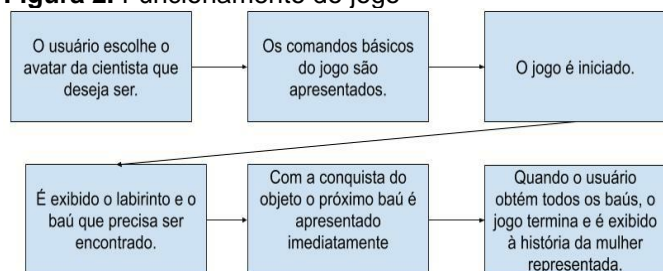 Figura 2. Funcionamento do jogo
O usuário escolhe o
avatar da cientista que
deseja ser.
Os comandos básicos
do jogo são
apresentados.
O jogo é iniciado.
É exibido o labirinto e o
baú que precisa ser
encontrado.
Com a conquista do
objeto o próximo baú é
apresentado
imediatamente
Quando o usuário
obtém todos os baús, o
jogo termina e é exibido
à história da mulher
representada.